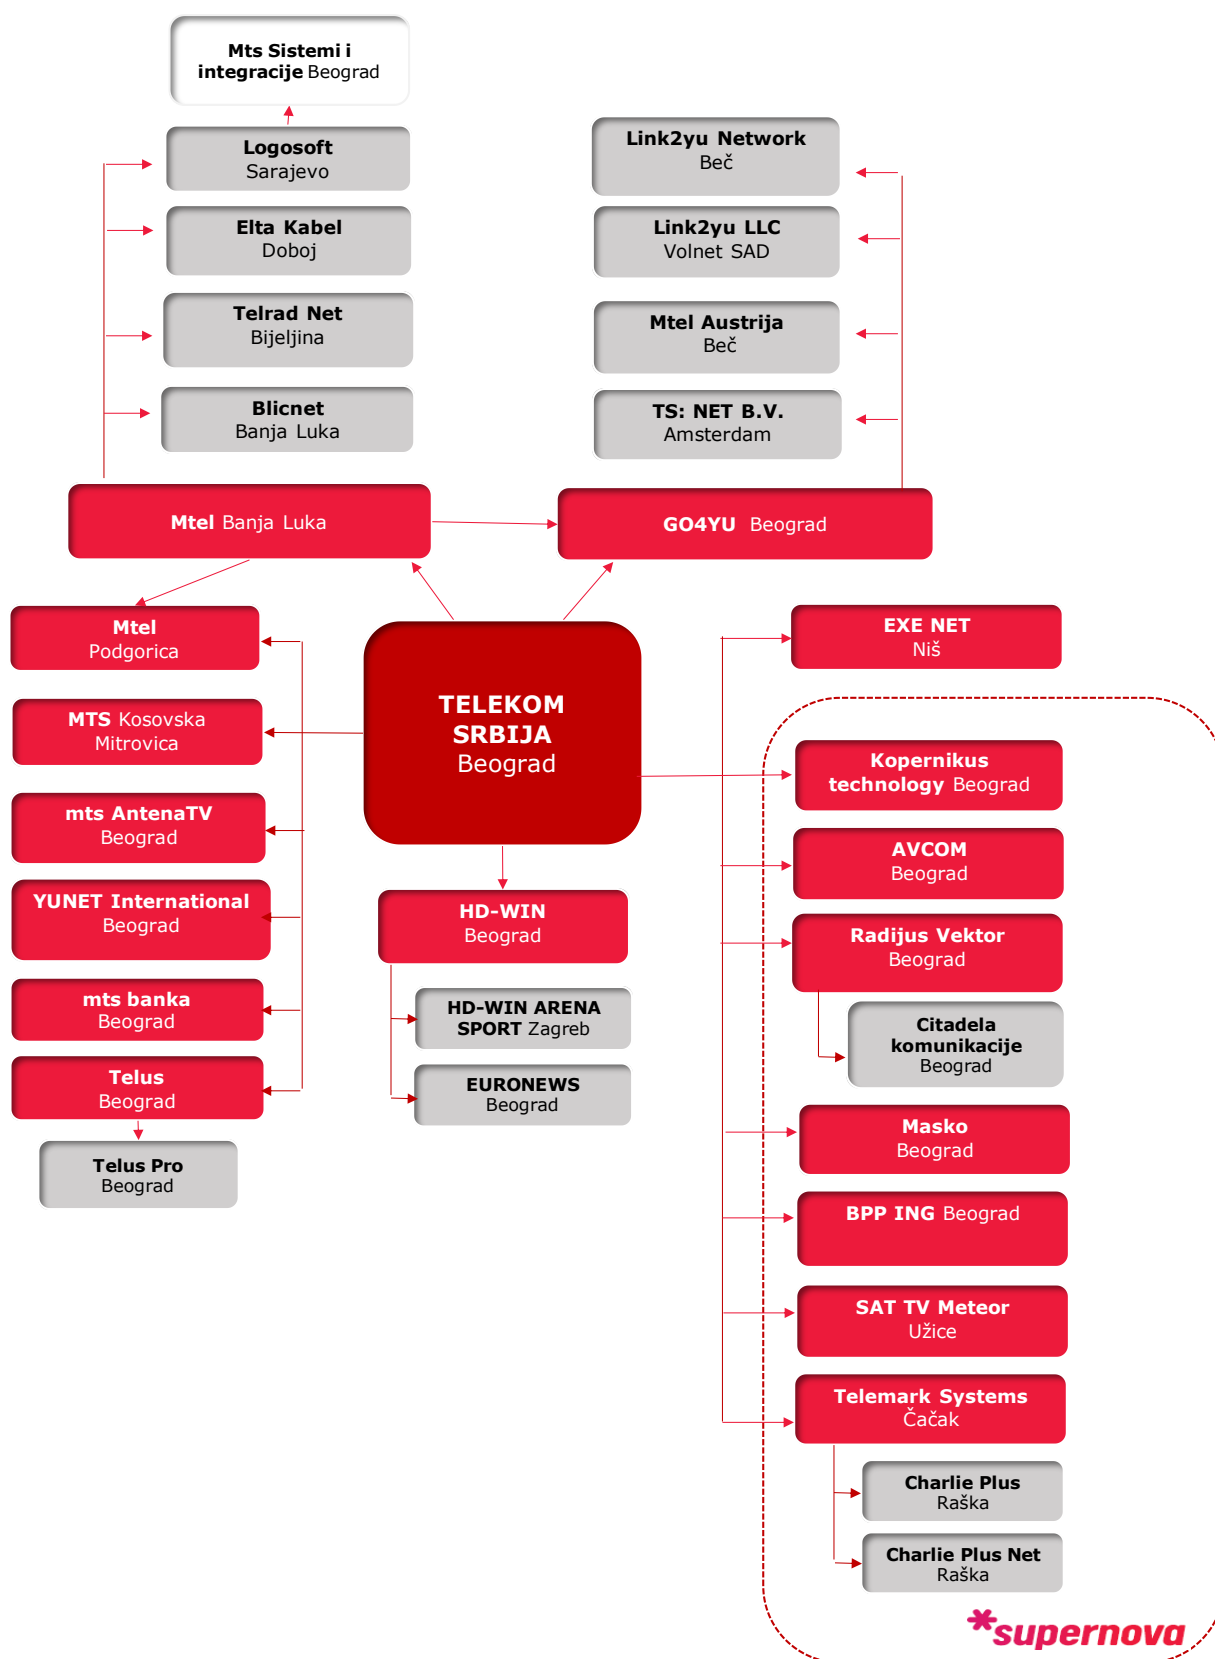 Mts Sistemi i
integracije Beograd
Logosoft
Sarajevo
Elta Kabel
Doboj
Telrad Net
Bijeljina
Blicnet
Banja Luka
Link2yu Network
Beč
Link2yu LLC
Volnet SAD
Mtel Austrija
Beč
TS: NET B.V.
Amsterdam
Mtel Banja Luka
GO4YU Beograd
Mtel
Podgorica
MTS Kosovska
Mitrovica
mts AntenaTV
Beograd
YUNET International
Beograd
mts banka
Beograd
Telus
Beograd
Telus Pro
Beograd
TELEKOM
SRBIJA
Beograd
HD-WIN
Beograd
HD-WIN ARENA
SPORT Zagreb
EURONEWS
Beograd
EXE NET
Niš
Kopernikus
technology Beograd
AVCOM
Beograd
Radijus Vektor
Beograd
Citadela
komunikacije
Beograd
Masko
Beograd
BPP ING Beograd
SAT TV Meteor
Užice
Telemark Systems
Čačak
Charlie Plus
Raška
Charlie Plus Net
Raška
supernova